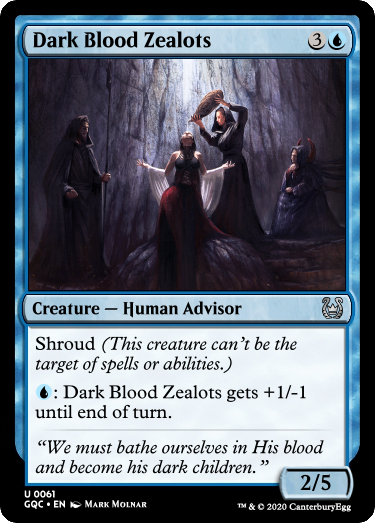 Dark Blood Zealots 3
Creature — Human Advisor
Shroud (This creature can't be the
target of spells or abilities.)
: Dark Blood Zealots gets +1/-1
until end of turn.
“We must bathe ourselves in His blood
and become his dark children.”
2/5
U 0061
GQC • EN Mark Molnar
™ & © 2020 CanterburyEgg